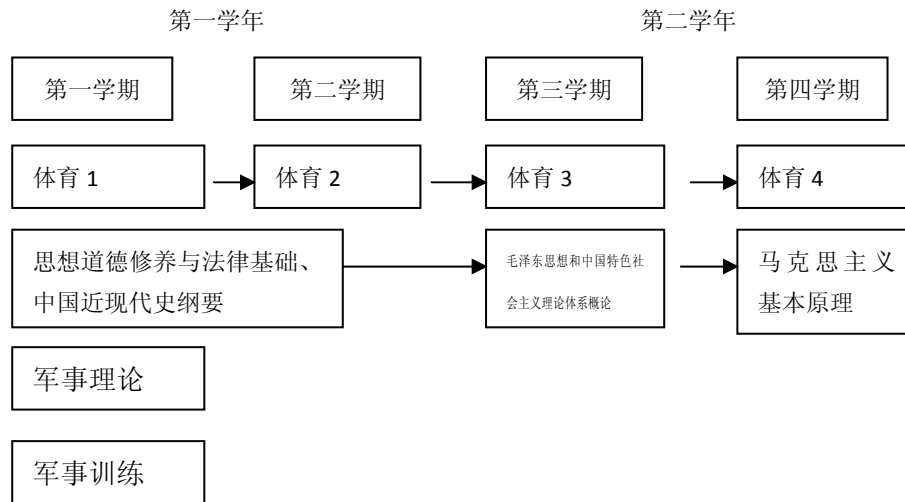 第一学年 第二学年
第一学期 第二学期 第三学期 第四学期
体育 1 体育 2 体育 3 体育 4
思想道德修养与法律基础、
中国近现代史纲要
毛泽东思想和中国特色社
会主义理论体系概论
马克思主义
基本原理
军事理论
军事训练